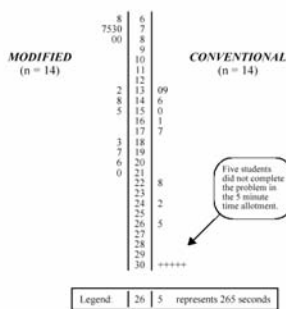 MODIFIED
(n = 14)
CONVENTIONAL
(n = 14)
8 6
7530 7
00 8
9
10
11
12
2 13 09
8 14 6
5 15 0
16 1
17 7
3 18
7 19
6 20
0 21
22 8
23
24 2
25
26 5
27
28
29
30 +++++
Five students
did not complete
the problem in
the 5 minute
time allotment.
Legend: 26 5 represents 265 seconds